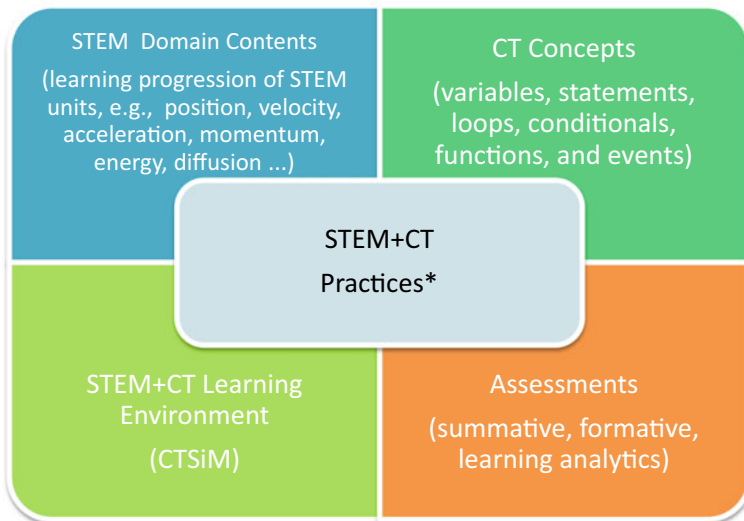 STEM  Domain Contents
(learning progression of STEM
units, e.g.,  position, velocity,
acceleration, momentum,
energy, diffusion ...)
CT Concepts
(variables, statements,
loops, conditionals,
functions, and events)
STEM+CT
Practices*
STEM+CT Learning
Environment
(CTSiM)
Assessments
(summative, formative,
learning analytics)